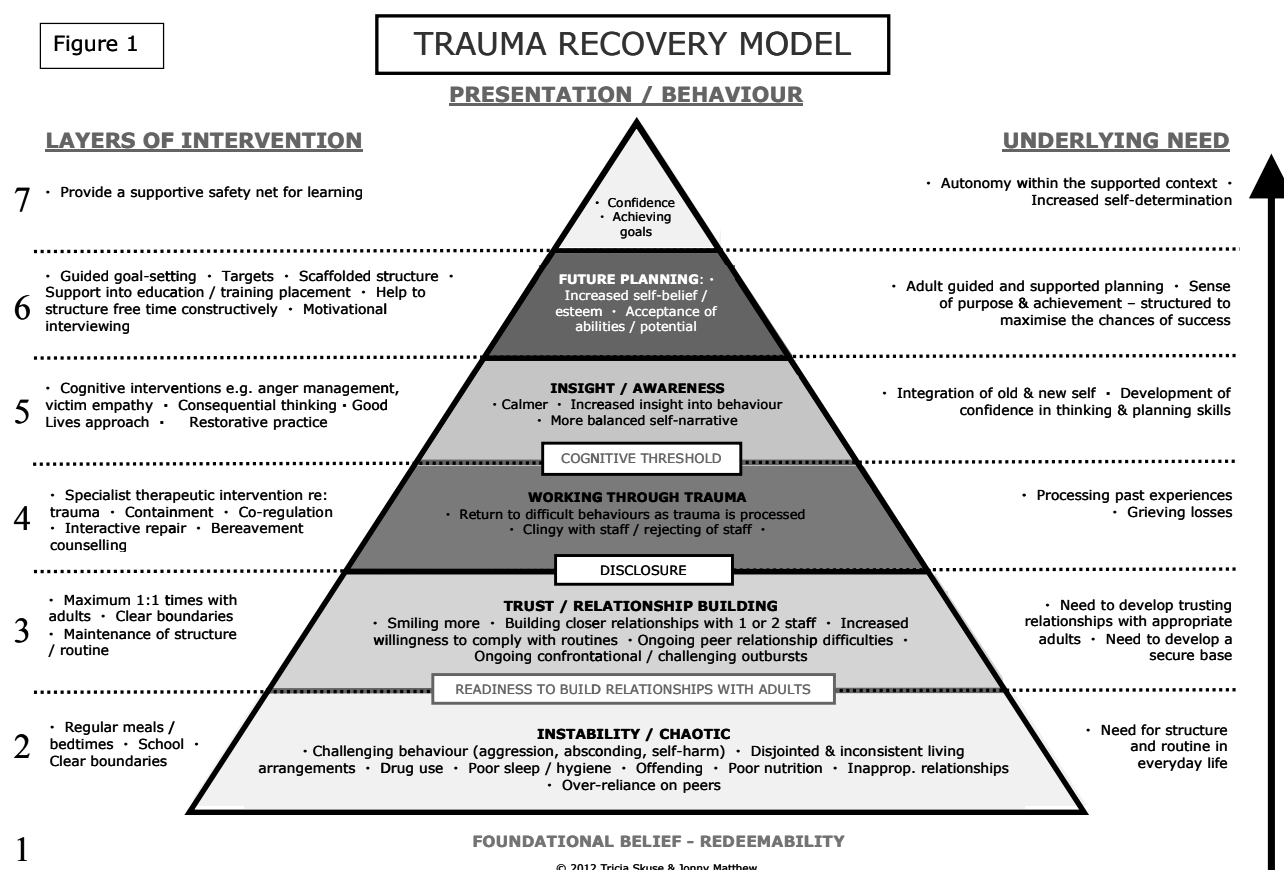 Figure 1
TRAUMA RECOVERY MODEL
PRESENTATION / BEHAVIOUR
LAYERS OF INTERVENTION
UNDERLYING NEED
7
· Provide a supportive safety net for learning
· Confidence
· Achieving
goals
· Autonomy within the supported context ·
Increased self-determination
6
· Guided goal-setting · Targets · Scaffolded structure ·
Support into education / training placement · Help to
structure free time constructively · Motivational
interviewing
FUTURE PLANNING: ·
Increased self-belief /
esteem · Acceptance of
abilities / potential
· Adult guided and supported planning · Sense
of purpose & achievement – structured to
maximise the chances of success
5
· Cognitive interventions e.g. anger management,
victim empathy · Consequential thinking · Good
Lives approach · Restorative practice
INSIGHT / AWARENESS
· Calmer · Increased insight into behaviour
· More balanced self-narrative
· Integration of old & new self · Development of
confidence in thinking & planning skills
COGNITIVE THRESHOLD
4
· Specialist therapeutic intervention re:
trauma · Containment · Co-regulation
· Interactive repair · Bereavement
counselling
WORKING THROUGH TRAUMA
· Return to difficult behaviours as trauma is processed
· Clingy with staff / rejecting of staff ·
· Processing past experiences
· Grieving losses
DISCLOSURE
3
· Maximum 1:1 times with
adults · Clear boundaries
· Maintenance of structure
/ routine
TRUST / RELATIONSHIP BUILDING
· Smiling more · Building closer relationships with 1 or 2 staff · Increased
willingness to comply with routines · Ongoing peer relationship difficulties ·
Ongoing confrontational / challenging outbursts
· Need to develop trusting
relationships with appropriate
adults · Need to develop a
secure base
READINESS TO BUILD RELATIONSHIPS WITH ADULTS
2
· Regular meals /
bedtimes · School ·
Clear boundaries
INSTABILITY / CHAOTIC
· Challenging behaviour (aggression, absconding, self-harm) · Disjointed & inconsistent living
arrangements · Drug use · Poor sleep / hygiene · Offending · Poor nutrition · Inapprop. relationships
· Over-reliance on peers
· Need for structure
and routine in
everyday life
1
FOUNDATIONAL BELIEF - REDEEMABILITY
© 2012 Tricia Skuse & Jonny Matthew